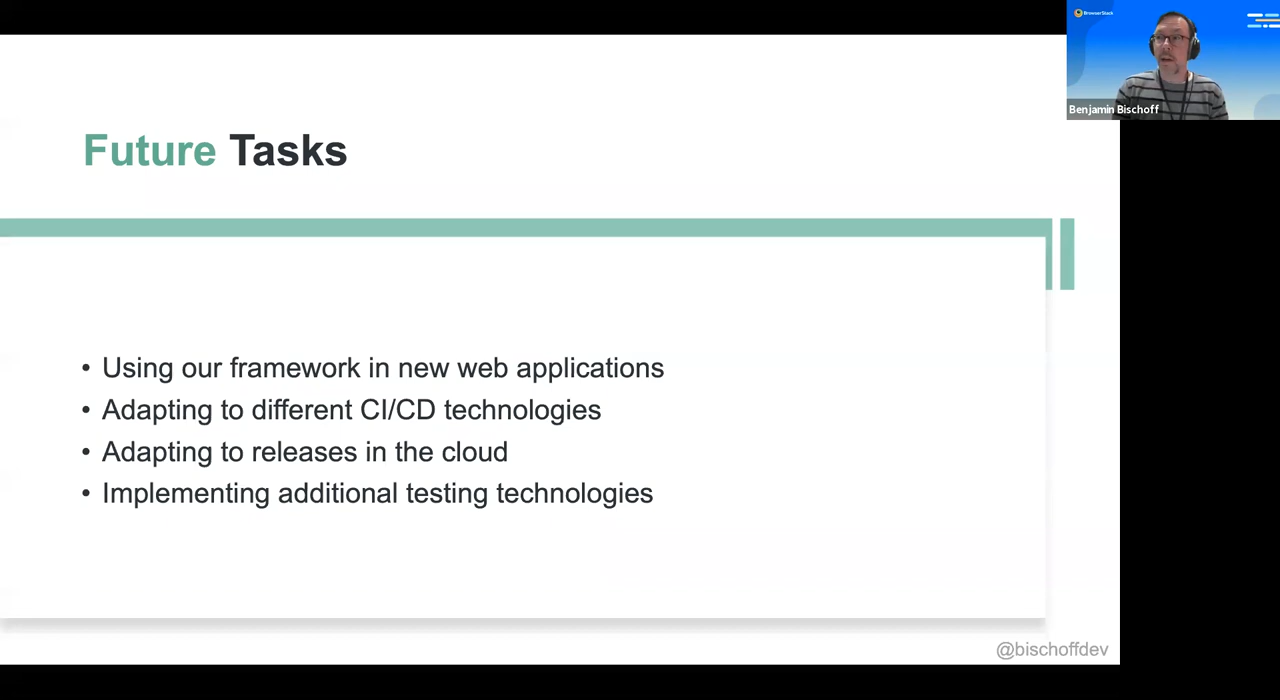 BrowserStack
Benjamin Bischoff
Future Tasks
• Using our framework in new web applications
• Adapting to different CI/CD technologies
• Adapting to releases in the cloud
• Implementing additional testing technologies
@bischoffdev